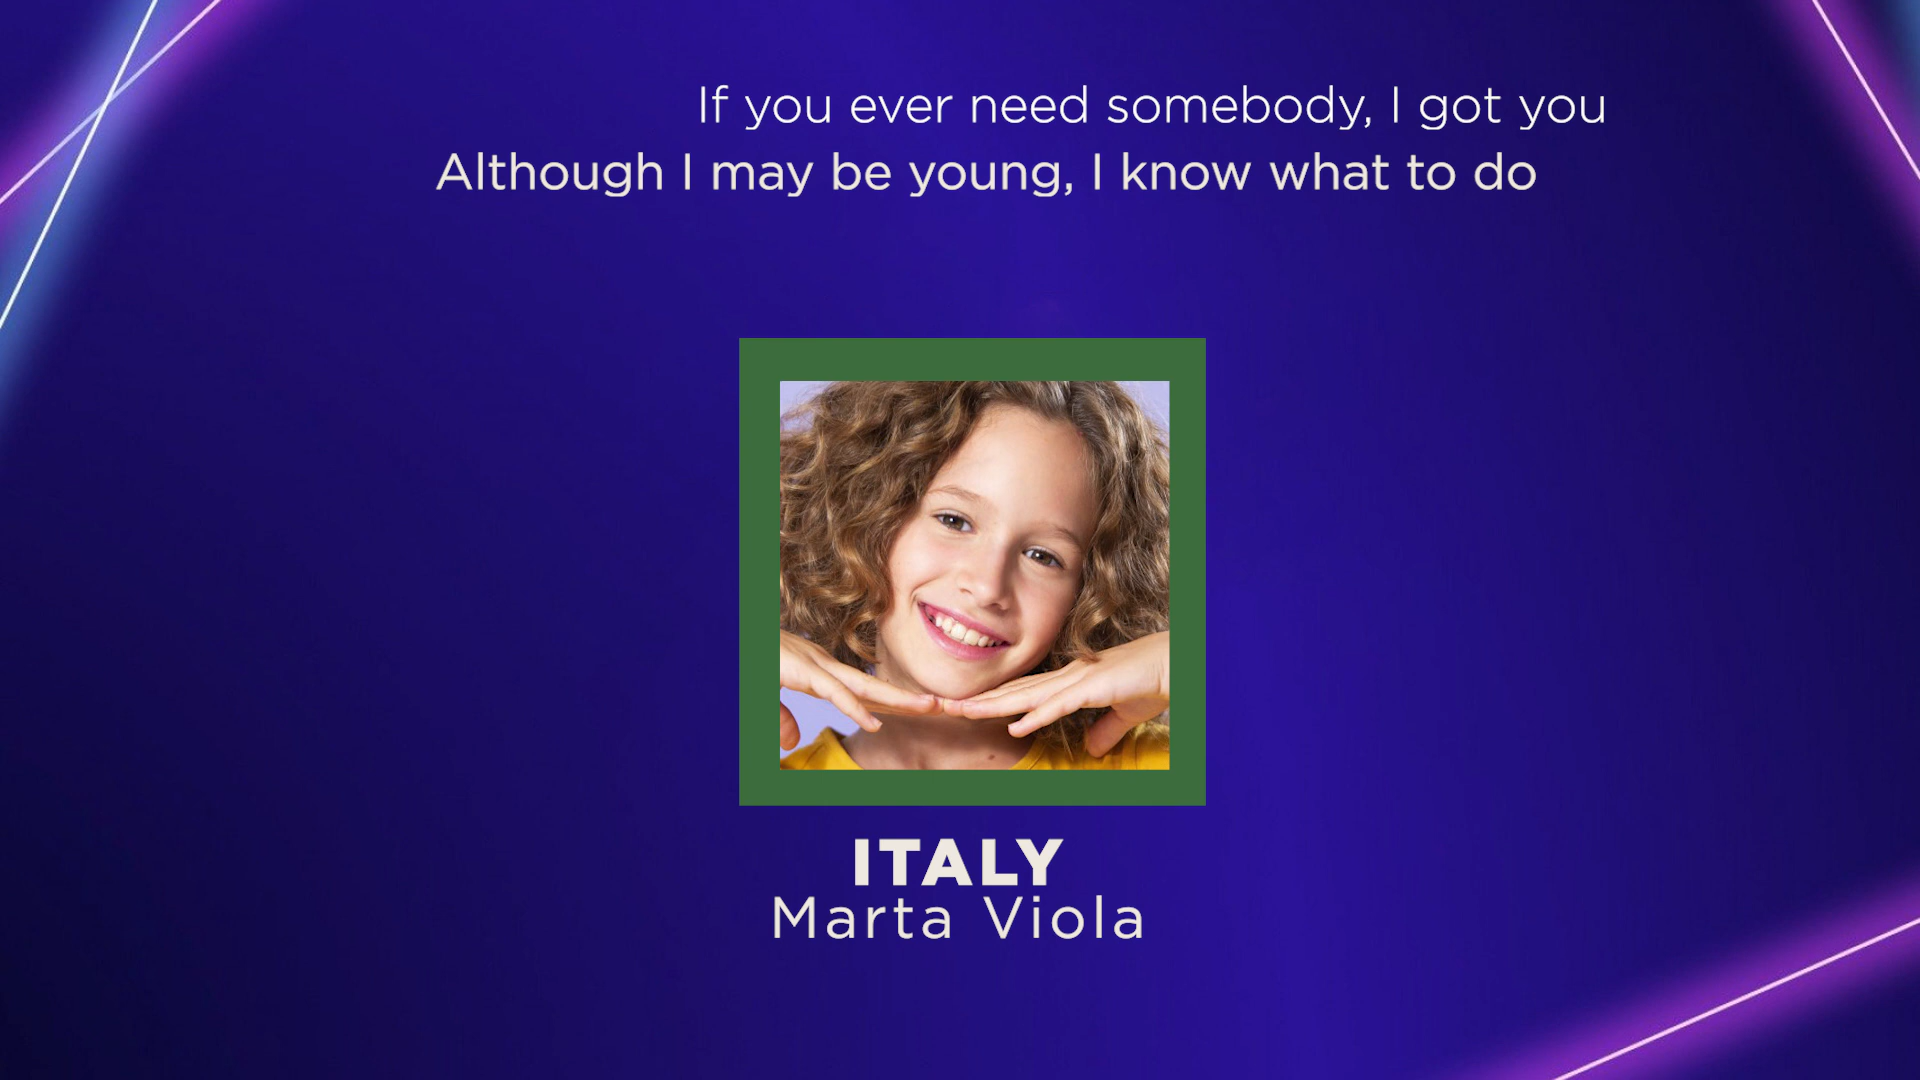 If you ever need somebody, I got you
Although I may be young, I know what to do
ITALY
Marta Viola